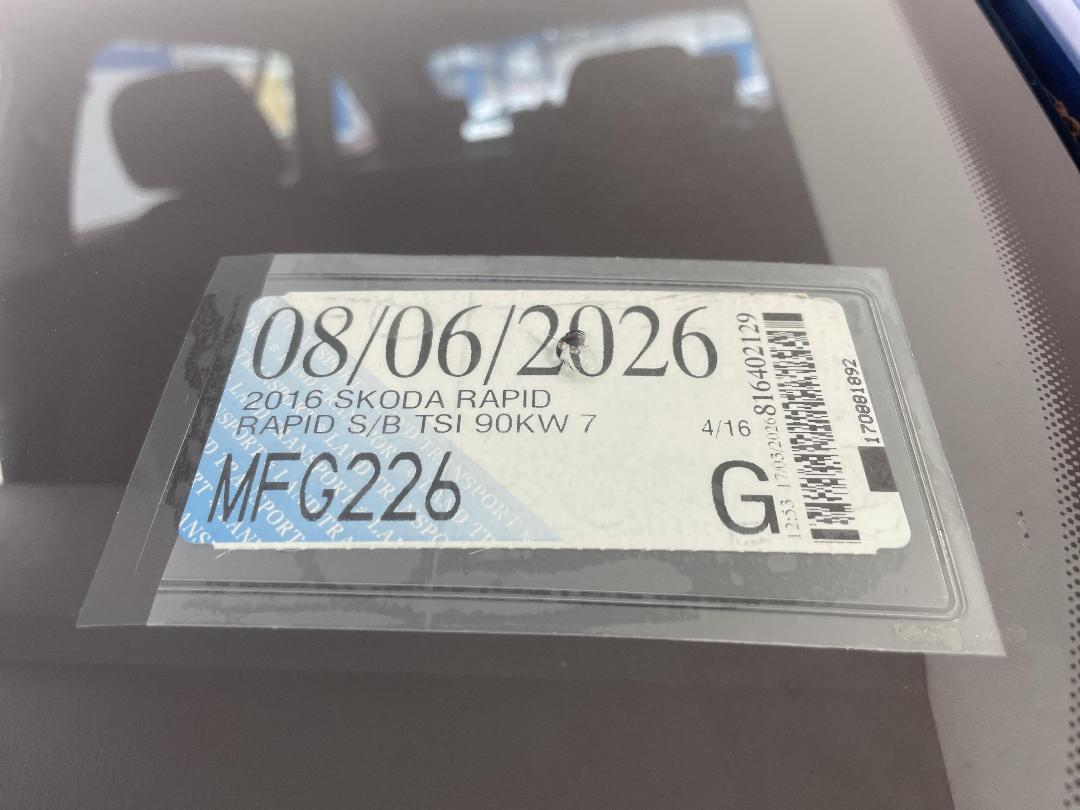 08/06/2026
2016 SKODA RAPID
RAPID S/B TSI 90KW 7
4/16
MFG226
G
12:53 17/03/2026 816402129
170881892